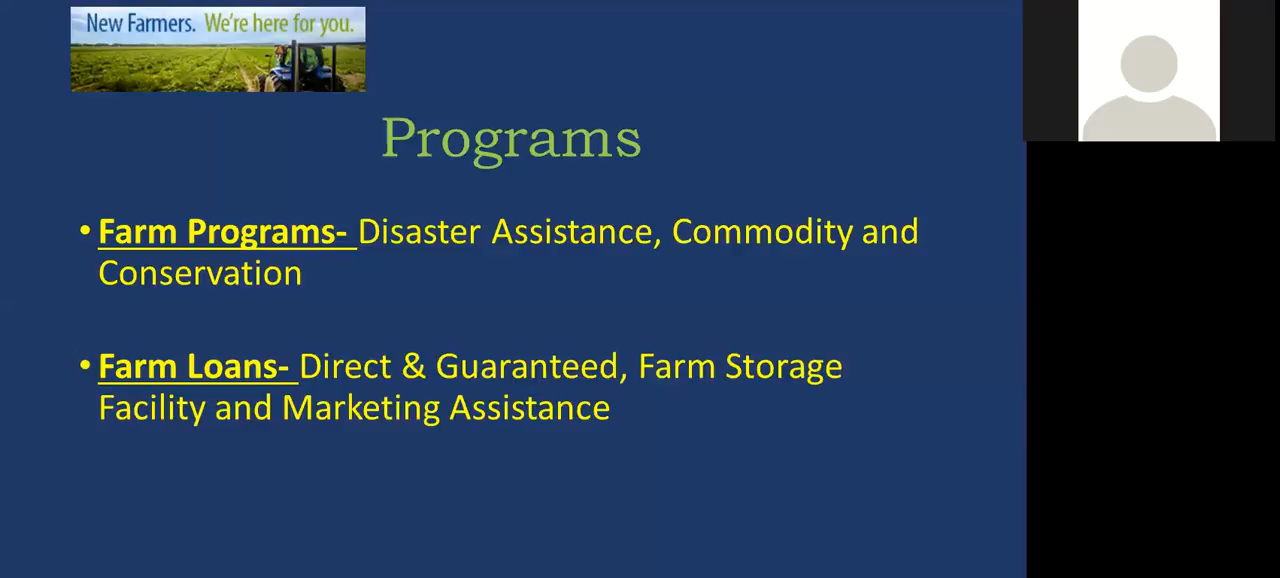 New Farmers. We're here for you.
Programs
• Farm Programs- Disaster Assistance, Commodity and
Conservation
• Farm Loans- Direct & Guaranteed, Farm Storage
Facility and Marketing Assistance